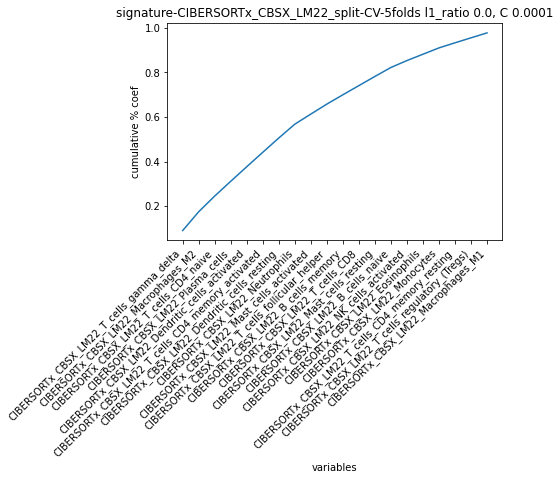 signature-CIBERSORTx_CBSX_LM22_split-CV-5folds l1_ratio 0.0, C 0.0001
1.0
0.8
0.6
0.4
0.2
cumulative % coef
CIBERSORTx_CBSX_LM22_T_cells_gamma_delta
CIBERSORTx_CBSX_LM22_Macrophages_M2
CIBERSORTx_CBSX_LM22_T_cells_CD4_naive
CIBERSORTx_CBSX_LM22_Plasma_cells
CIBERSORTx_CBSX_LM22_Dendritic_cells_activated
CIBERSORTx_CBSX_LM22_T_cells_CD4_memory_activated
CIBERSORTx_CBSX_LM22_Dendritic_cells_resting
CIBERSORTx_CBSX_LM22_Neutrophils
CIBERSORTx_CBSX_LM22_Mast_cells_activated
CIBERSORTx_CBSX_LM22_T_cells_follicular_helper
CIBERSORTx_CBSX_LM22_B_cells_memory
CIBERSORTx_CBSX_LM22_T_cells_CD8
CIBERSORTx_CBSX_LM22_Mast_cells_resting
CIBERSORTx_CBSX_LM22_B_cells_naive
CIBERSORTx_CBSX_LM22_NK_cells_activated
CIBERSORTx_CBSX_LM22_Eosinophils
CIBERSORTx_CBSX_LM22_Monocytes
CIBERSORTx_CBSX_LM22_T_cells_CD4_memory_resting
CIBERSORTx_CBSX_LM22_T_cells_regulatory_(Tregs)
CIBERSORTx_CBSX_LM22_Macrophages_M1
variables